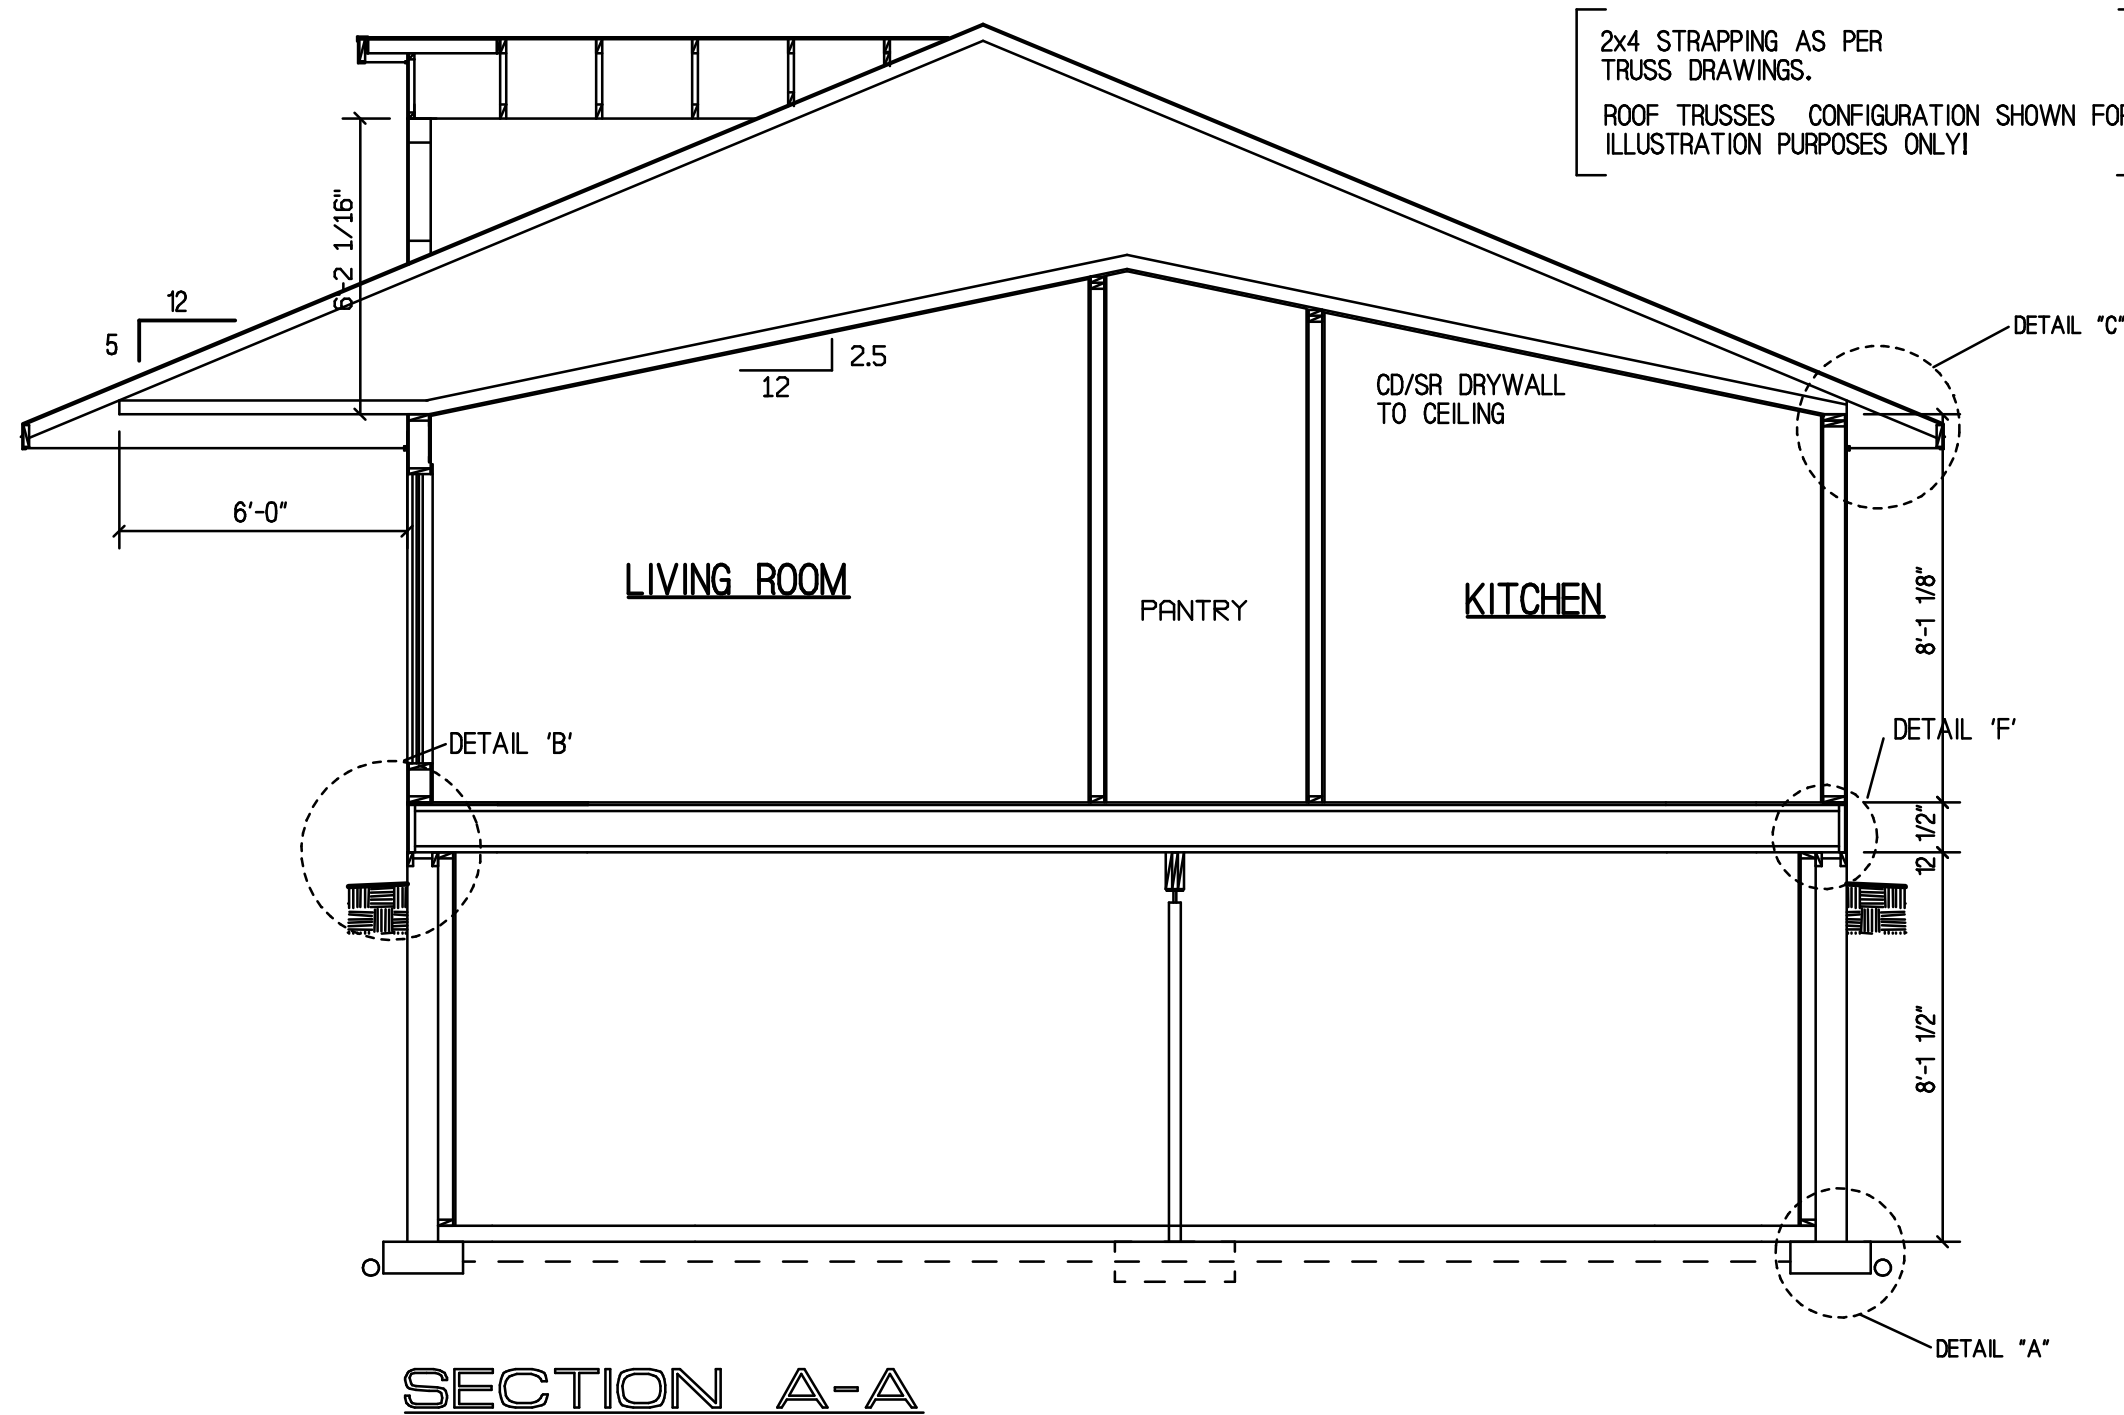 2x4 STRAPPING AS PER
TRUSS DRAWINGS.
ROOF TRUSSES CONFIGURATION SHOWN FOR
ILLUSTRATION PURPOSES ONLY!
6'-2 1/16"
12
5
DETAIL "C"
2.5
12
CD/SR DRYWALL
TO CEILING
6'-0"
LIVING ROOM
PANTRY
KITCHEN
8'-1 1/8"
DETAIL 'B'
DETAIL 'F'
12 1/2"
8'-1 1/2"
DETAIL "A"
SECTION A-A